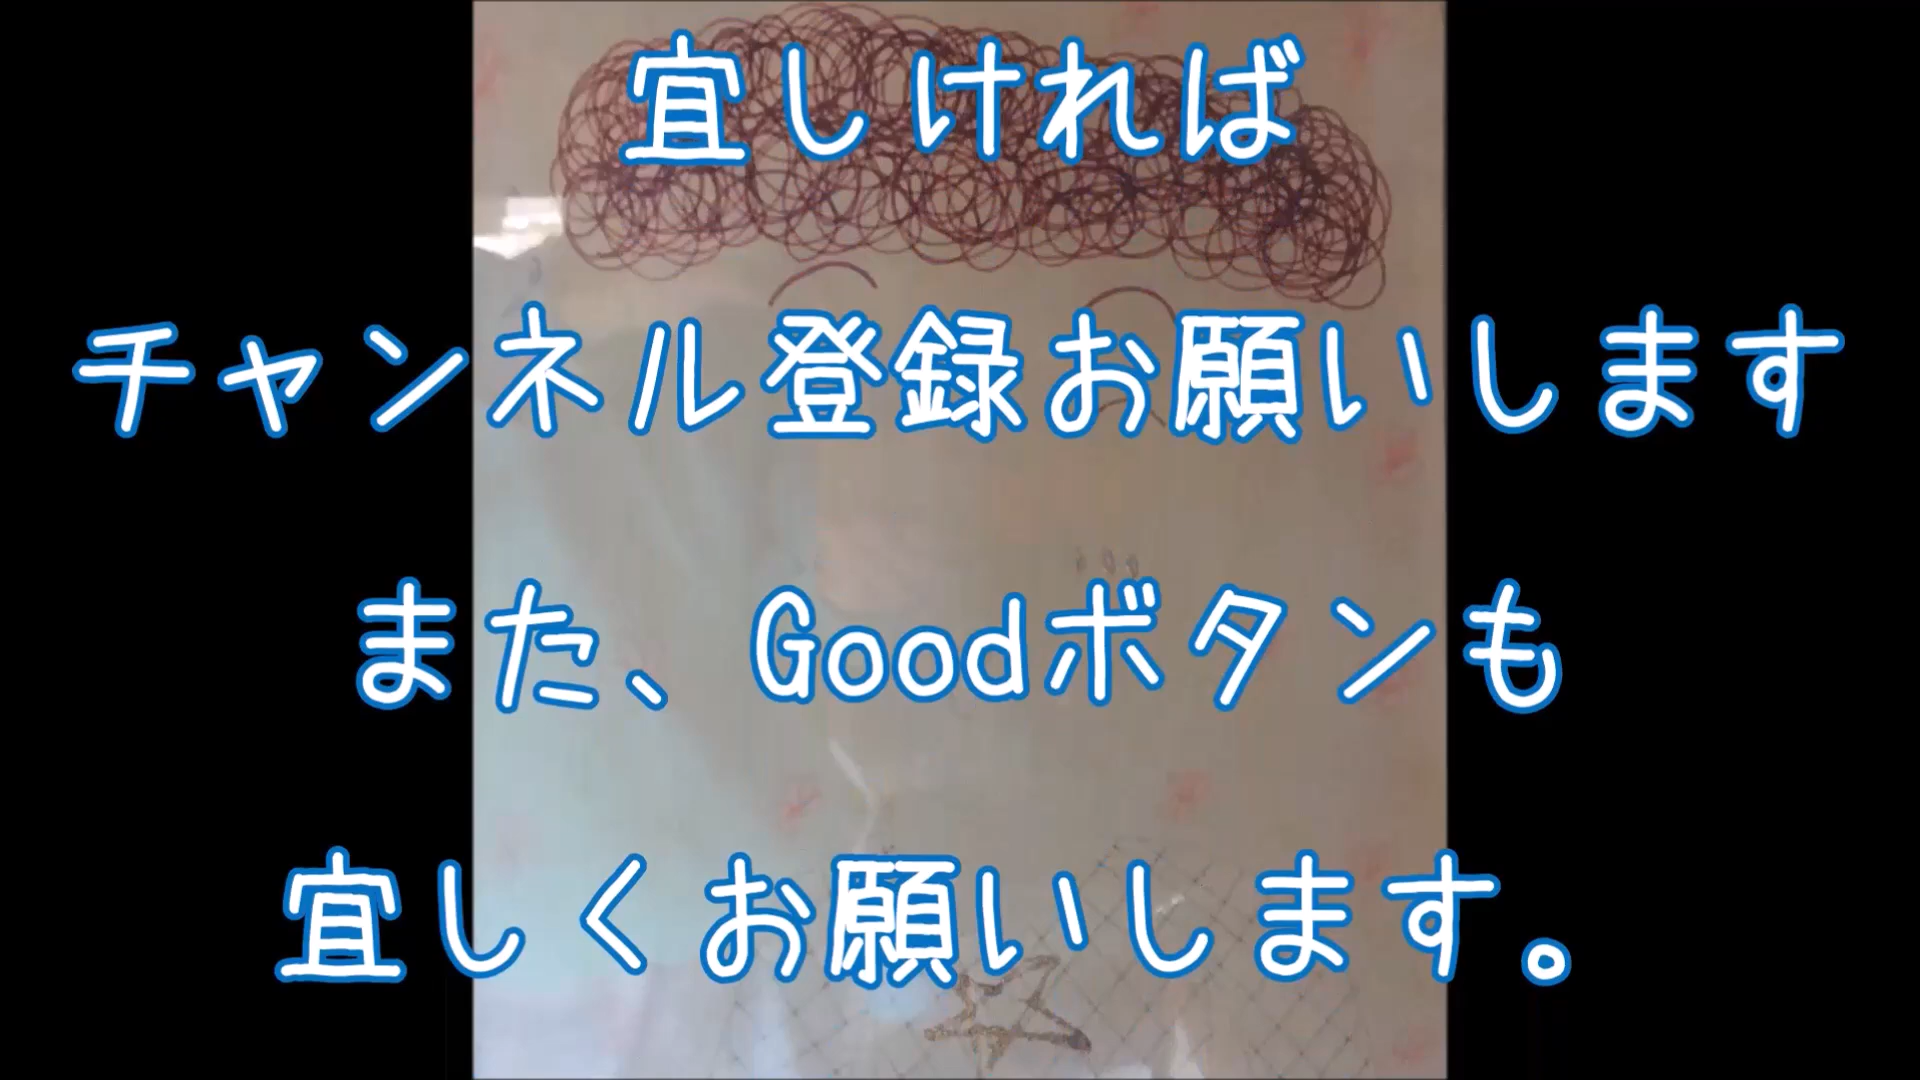 宜しければ
チャンネル登録お願いします
また、Goodボタンも
宜しくお願いします。